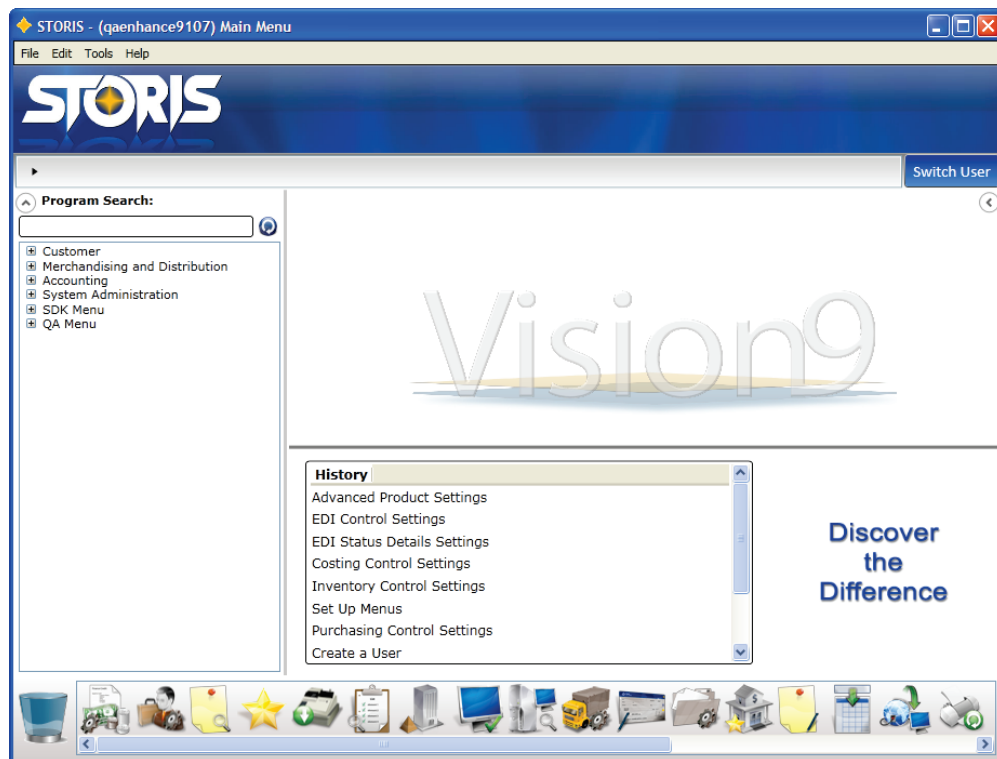 STORIS - (qaenhance9107) Main Menu
File Edit Tools Help
STORIS
Switch User
Program Search:
Customer
Merchandising and Distribution
Accounting
System Administration
SDK Menu
QA Menu
Vision9
History
Advanced Product Settings
EDI Control Settings
EDI Status Details Settings
Costing Control Settings
Inventory Control Settings
Set Up Menus
Purchasing Control Settings
Create a User
Discover
the
Difference